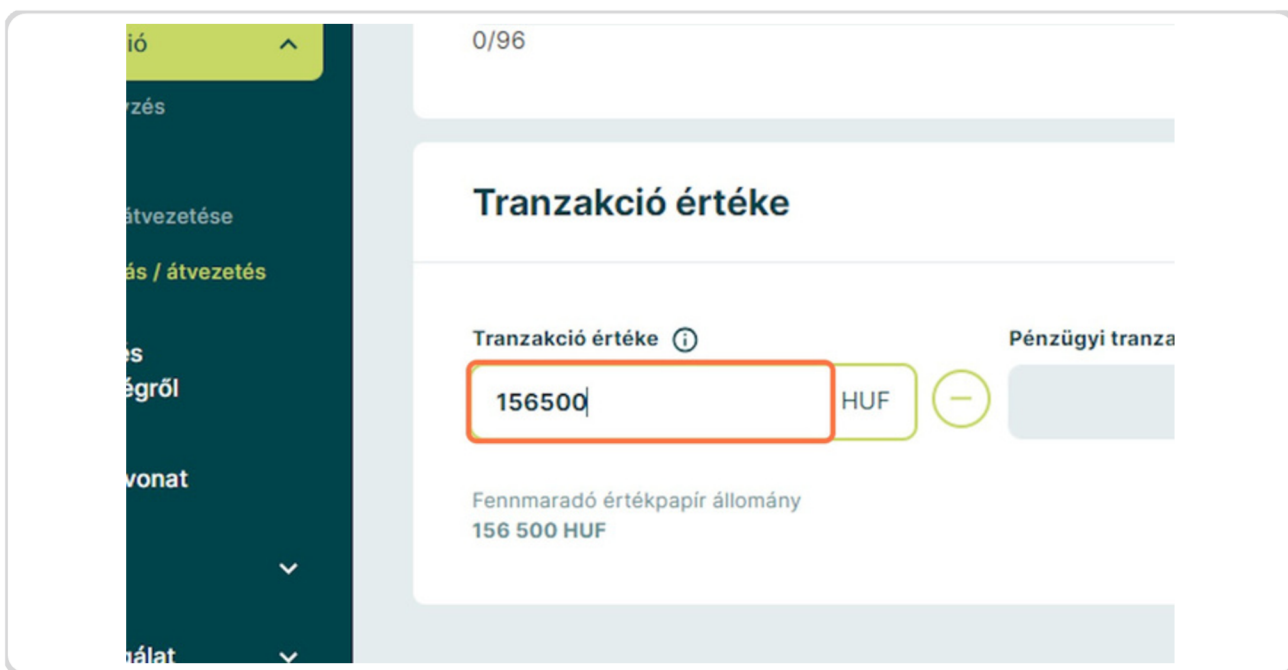 ió
0/96
zés
átvezetése
ás / átvezetés
és
égről
vonat
gálat
Tranzakció értéke
Tranzakció értéke
Pénzügyi tranza
156500
HUF
Fennmaradó értékpapír állomány
156 500 HUF